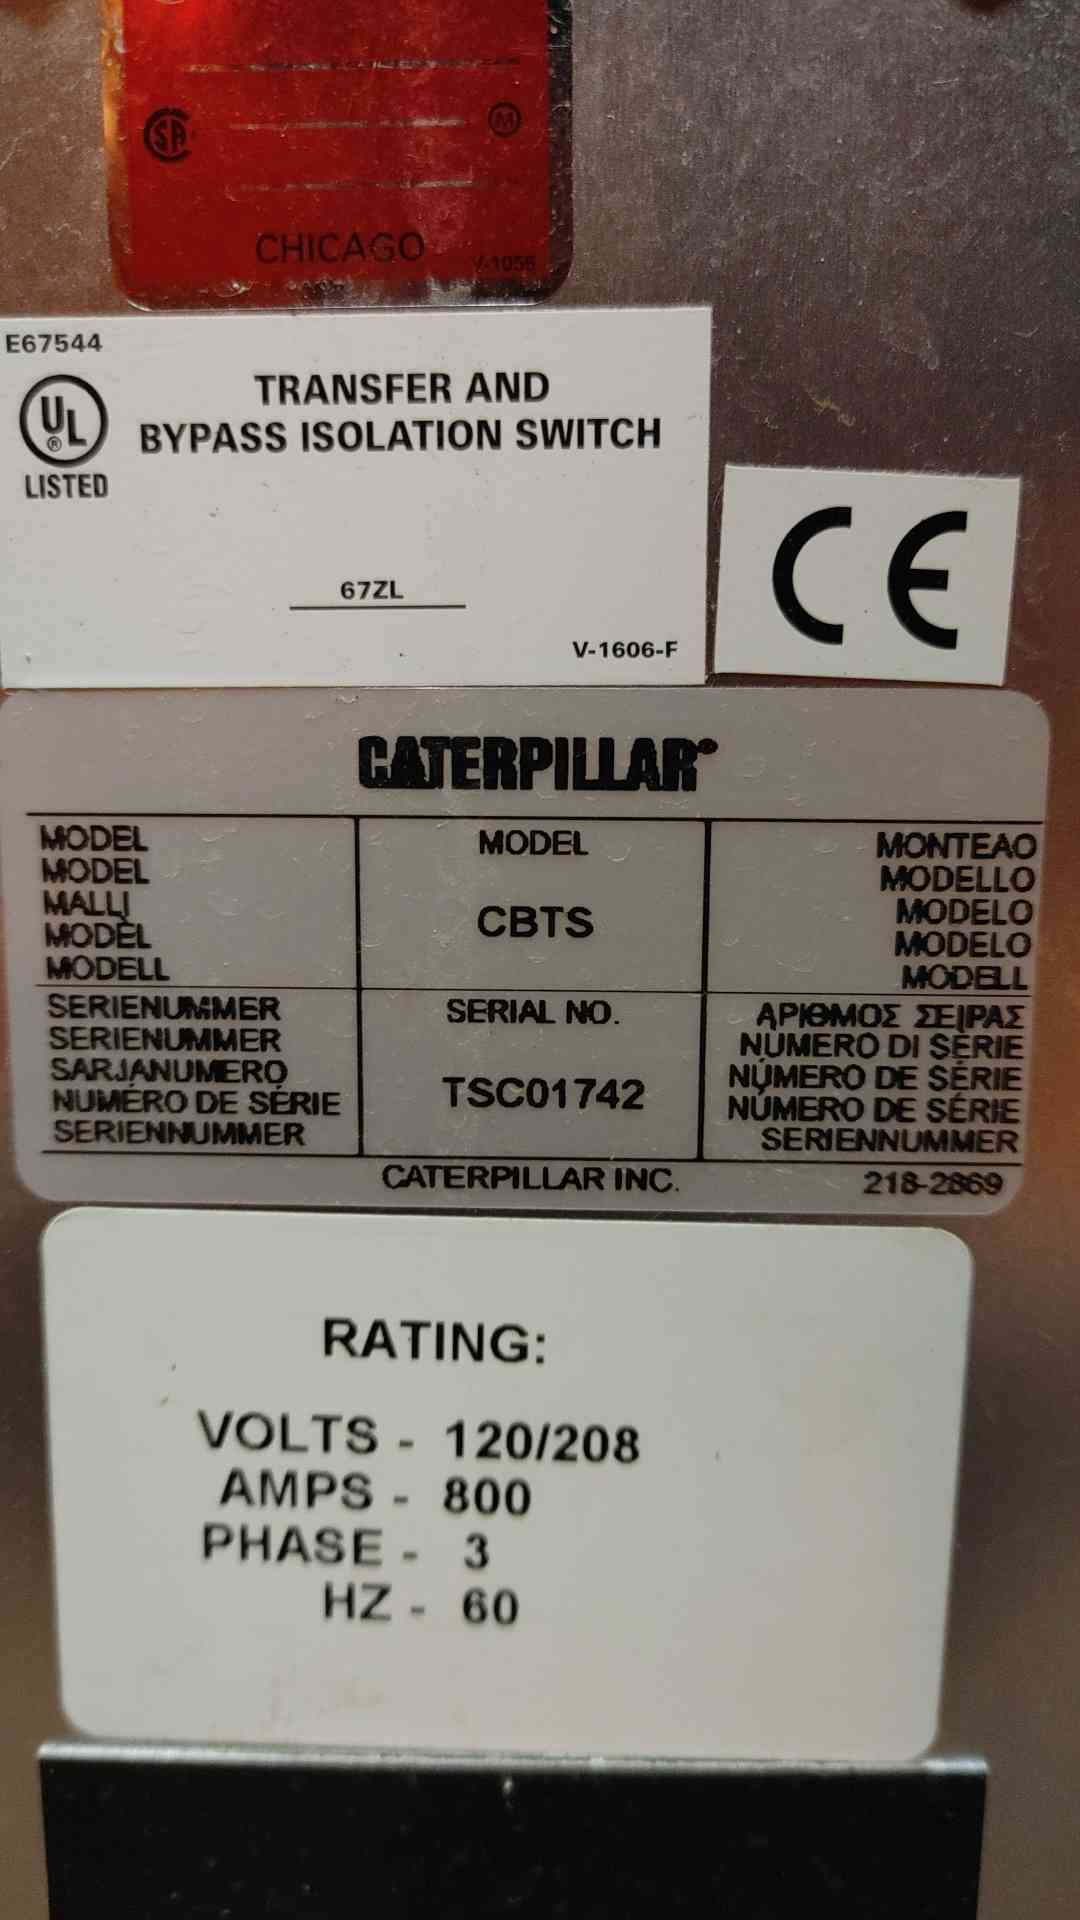 SA
M
CHICAGO
V-1056
E67544
UL
®
LISTED
TRANSFER AND
BYPASS ISOLATION SWITCH
67ZL
V-1606-F
CE
CATERPILLAR®
MODEL
MODEL
MALLI
MODÈL
MODELL
MODEL
CBTS
ΜΟΝΤΕΛΟ
MODELLO
MODELO
MODELO
MODELL
SERIENUMMER
SERIENUMMER
SARJANUMERO
NUMÉRO DE SÉRIE
SERIENNUMMER
SERIAL NO.
TSC01742
ΑΡΙΘΜΟΣ ΣΕΙΡΑΣ
NUMERO DI SERIE
NÚMERO DE SÉRIE
NÚMERO DE SÉRIE
SERIENNUMMER
CATERPILLAR INC.
218-2869
RATING:
VOLTS - 120/208
AMPS - 800
PHASE - 3
HZ - 60